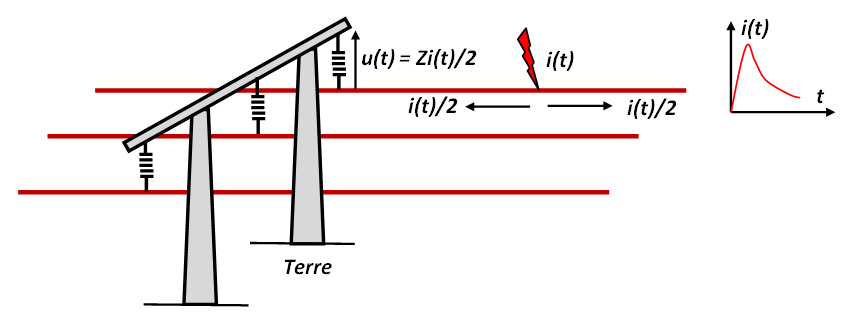 u(t) = Zi(t)/2
i(t)
i(t)
i(t)/2
i(t)/2
t
Terre